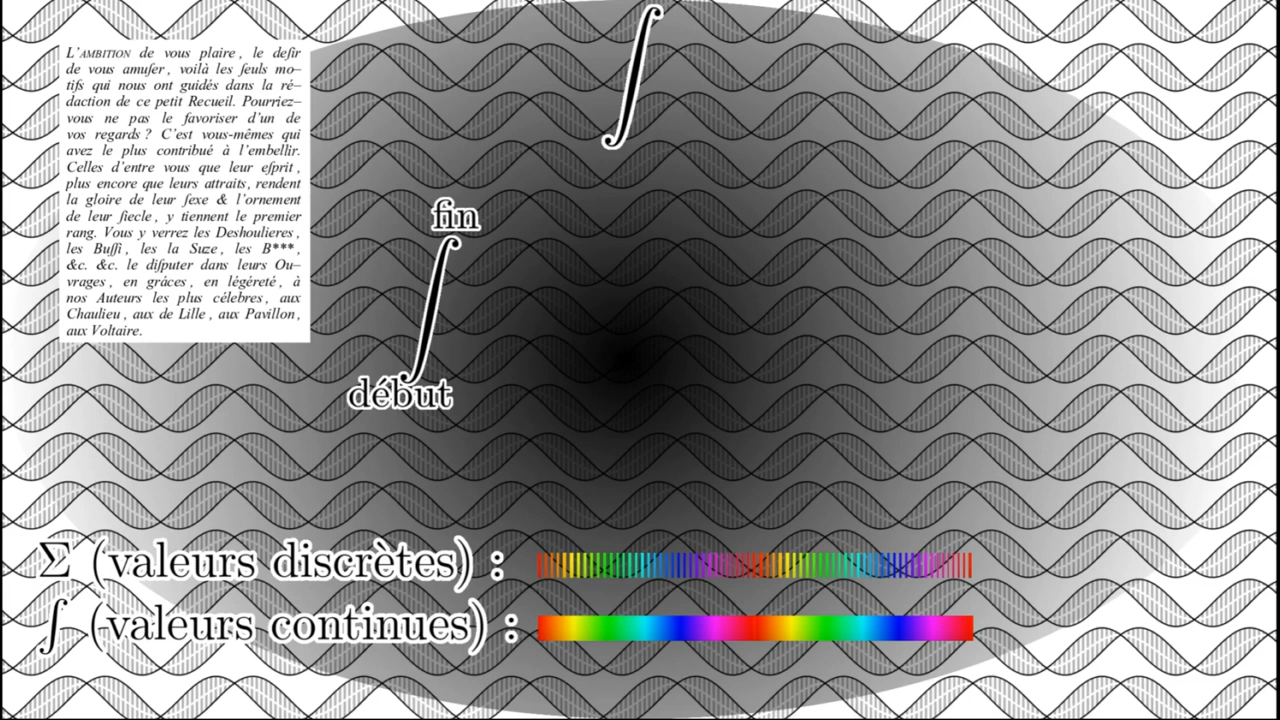 L'AMBITION de vous plaire, le deſir
de vous amuſer, voilà les ſeuls mo–
tifs qui nous ont guidés dans la ré–
daction de ce petit Recueil. Pourriez–
vous ne pas le favoriser d'un de
vos regards ? C'est vous-mêmes qui
avez le plus contribué à l'embellir.
Celles d'entre vous que leur eſprit,
plus encore que leurs attraits, rendent
la gloire de leur ſexe & l'ornement
de leur ſiecle, y tiennent le premier
rang. Vous y verrez les Deshoulieres,
les Buſſi, les la Suze, les B***,
&c. &c. le diſputer dans leurs Ou–
vrages, en grâces, en légéreté, à
nos Auteurs les plus célebres, aux
Chaulieu, aux de Lille, aux Pavillon,
aux Voltaire.
∫
fin
∫
début
Σ (valeurs discrètes) :
∫ (valeurs continues) :